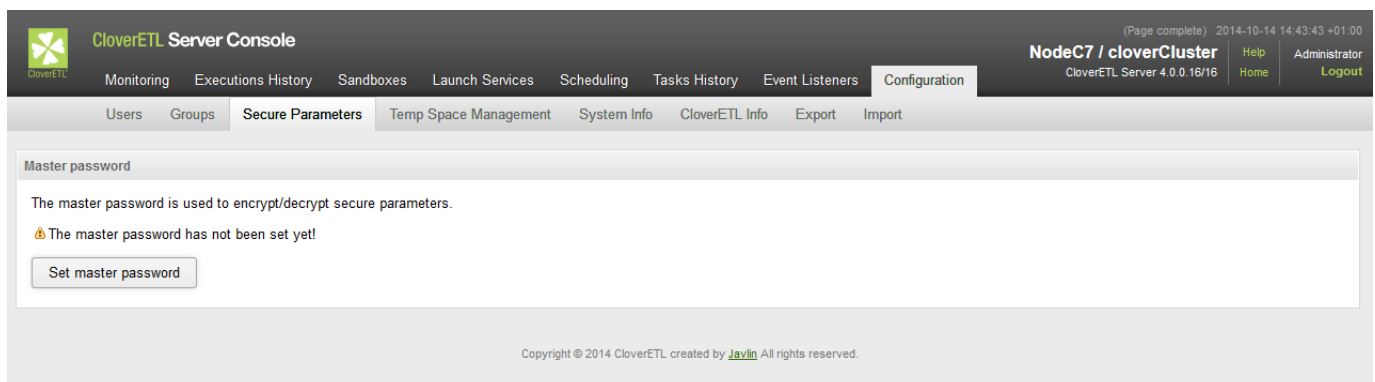 (Page complete) 2014-10-14 14:43:43 +01:00
CloverETL Server Console
NodeC7 / cloverCluster Help Administrator
CloverETL Server 4.0.0.16/16 Home Logout
CloverETL
Monitoring Executions History Sandboxes Launch Services Scheduling Tasks History Event Listeners Configuration
Users Groups Secure Parameters Temp Space Management System Info CloverETL Info Export Import
Master password
The master password is used to encrypt/decrypt secure parameters.
The master password has not been set yet!
Set master password
Copyright © 2014 CloverETL created by Javlin All rights reserved.